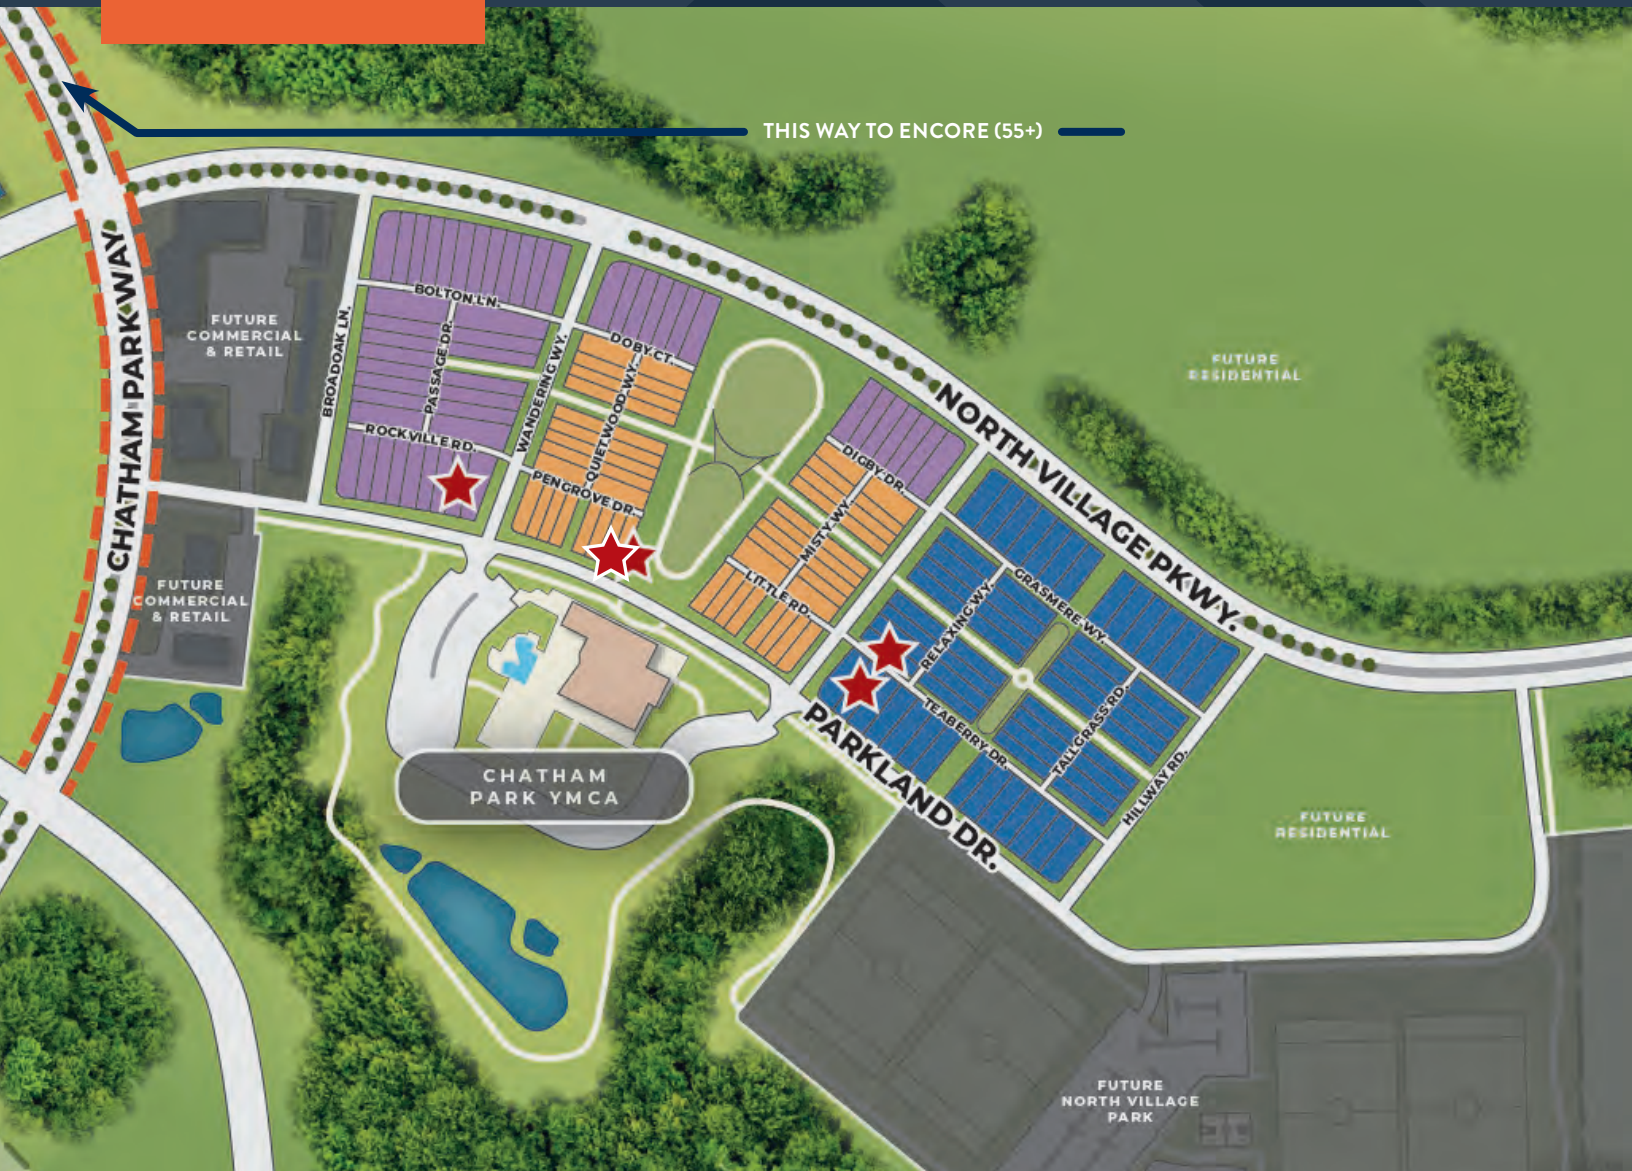 THIS WAY TO ENCORE (55+)
CHATHAM PARKWAY
FUTURE
COMMERCIAL
& RETAIL
BROADOAK LN.
BOLTON LN.
PASSAGE DR.
ROCKVILLE RD.
WANDERING WY.
DOBY CT.
QUIETWOOD WY.
PENGROVE DR.
FUTURE
RESIDENTIAL
NORTH VILLAGE PKWY.
DIGBY DR.
MISTY WY.
LITTLE RD.
GRASMERE WY.
RELAXING WY.
TEABERRY DR.
TALLGRASS RD.
HILLWAY RD.
PARKLAND DR.
FUTURE
COMMERCIAL
& RETAIL
CHATHAM
PARK YMCA
FUTURE
RESIDENTIAL
FUTURE
NORTH VILLAGE
PARK